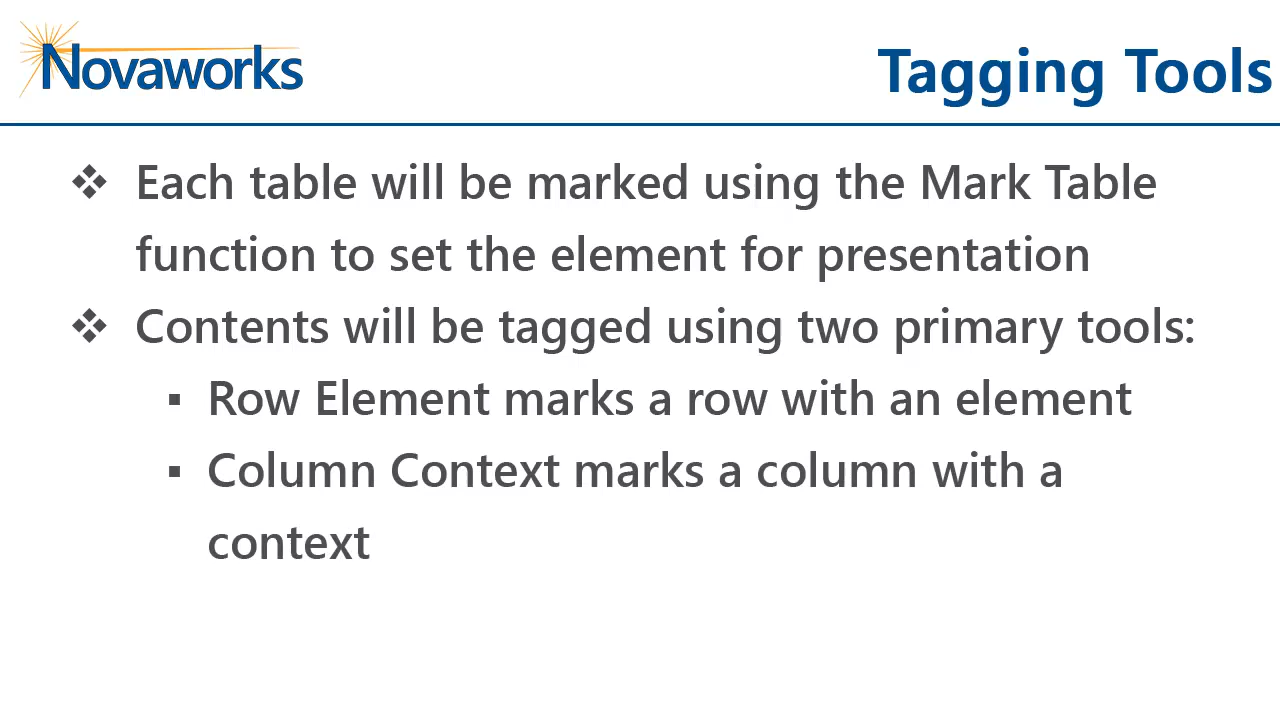 Novaworks
Tagging Tools
❖ Each table will be marked using the Mark Table
function to set the element for presentation
❖ Contents will be tagged using two primary tools:
▪ Row Element marks a row with an element
▪ Column Context marks a column with a
context